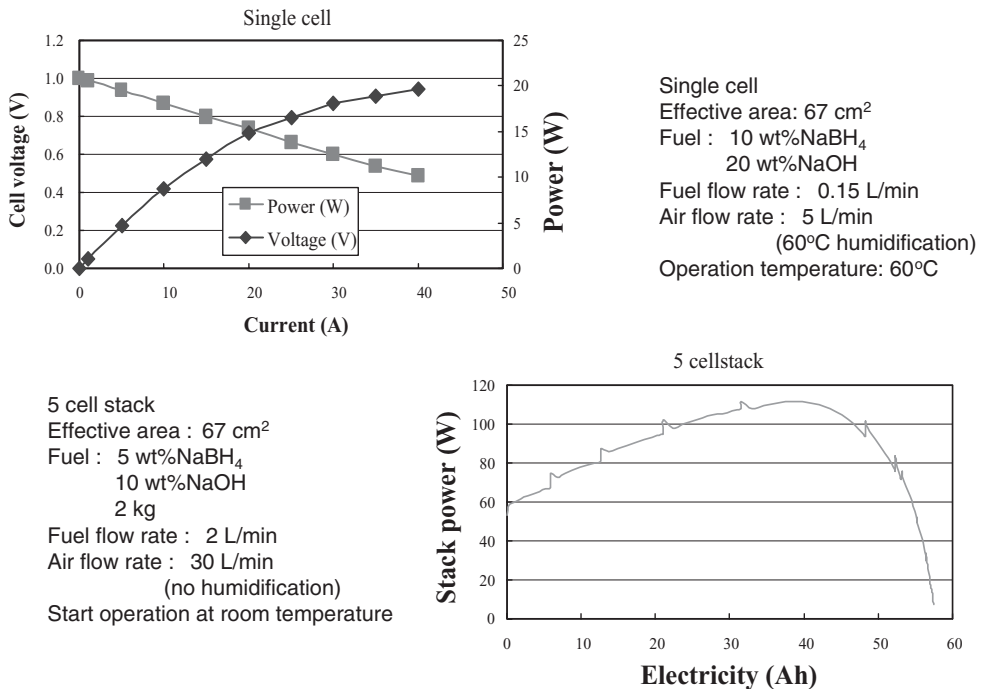 Single cell
1.2
1.0
0.8
0.6
0.4
0.2
0.0
Cell voltage (V)
25
20
15
10
5
0
Power (W)
Power (W)
Voltage (V)
0 10 20 30 40 50
Current (A)
Single cell
Effective area: 67 cm²
Fuel : 10 wt%NaBH₄
20 wt%NaOH
Fuel flow rate : 0.15 L/min
Air flow rate : 5 L/min
(60°C humidification)
Operation temperature: 60°C
5 cell stack
Effective area : 67 cm²
Fuel : 5 wt%NaBH₄
10 wt%NaOH
2 kg
Fuel flow rate : 2 L/min
Air flow rate : 30 L/min
(no humidification)
Start operation at room temperature
5 cellstack
120
100
80
60
40
20
0
Stack power (W)
0 10 20 30 40 50 60
Electricity (Ah)